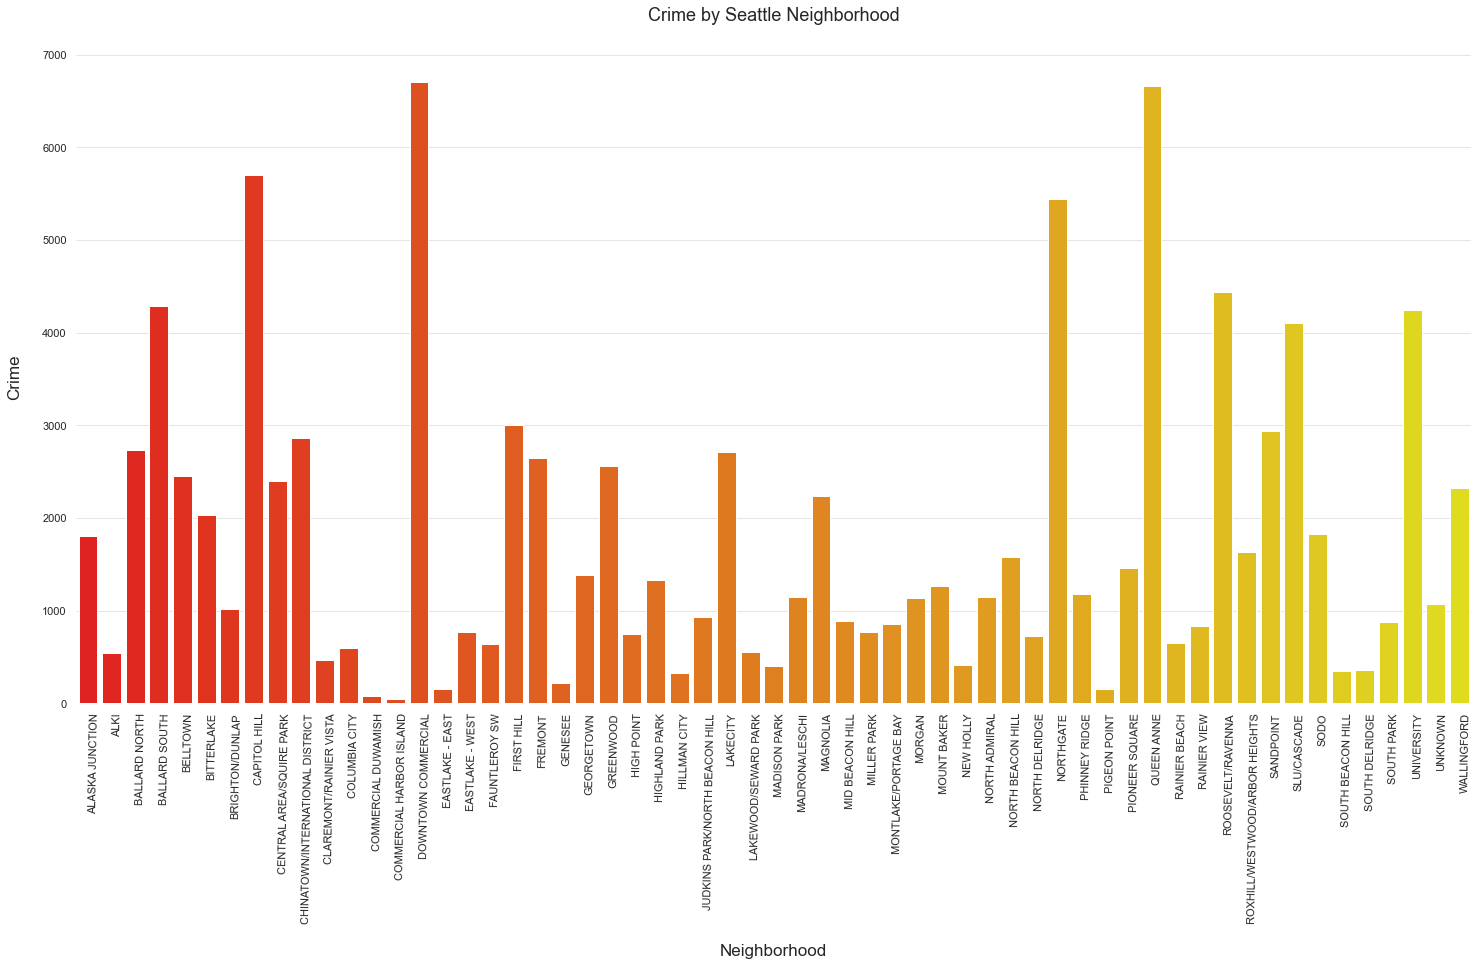 Crime by Seattle Neighborhood
7000
6000
5000
4000
3000
2000
1000
0
Crime
ALASKA JUNCTION
ALKI
BALLARD NORTH
BALLARD SOUTH
BELLTOWN
BITTERLAKE
BRIGHTON/DUNLAP
CAPITOL HILL
CENTRAL AREA/SQUIRE PARK
CHINATOWN/INTERNATIONAL DISTRICT
CLAREMONT/RAINIER VISTA
COLUMBIA CITY
COMMERCIAL DUWAMISH
COMMERCIAL HARBOR ISLAND
DOWNTOWN COMMERCIAL
EASTLAKE - EAST
EASTLAKE - WEST
FAUNTLEROY SW
FIRST HILL
FREMONT
GENESEE
GEORGETOWN
GREENWOOD
HIGH POINT
HIGHLAND PARK
HILLMAN CITY
JUDKINS PARK/NORTH BEACON HILL
LAKECITY
LAKEWOOD/SEWARD PARK
MADISON PARK
MADRONA/LESCHI
MAGNOLIA
MID BEACON HILL
MILLER PARK
MONTLAKE/PORTAGE BAY
MORGAN
MOUNT BAKER
NEW HOLLY
NORTH ADMIRAL
NORTH BEACON HILL
NORTH DELRIDGE
NORTHGATE
PHINNEY RIDGE
PIGEON POINT
PIONEER SQUARE
QUEEN ANNE
RAINIER BEACH
RAINIER VIEW
ROOSEVELT/RAVENNA
ROXHILL/WESTWOOD/ARBOR HEIGHTS
SANDPOINT
SLU/CASCADE
SODO
SOUTH BEACON HILL
SOUTH DELRIDGE
SOUTH PARK
UNIVERSITY
UNKNOWN
WALLINGFORD
Neighborhood